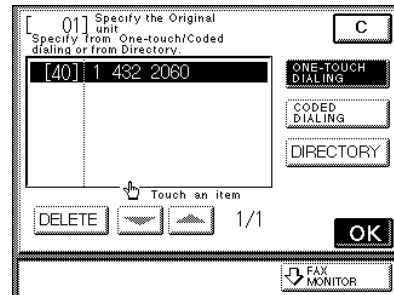 [ 01] Specify the Original
unit
Specify from One-touch/Coded
dialing or from Directory.
C
[40] 1 432 2060
ONE-TOUCH
DIALING
CODED
DIALING
DIRECTORY
Touch an item
DELETE
1/1
OK
FAX
MONITOR